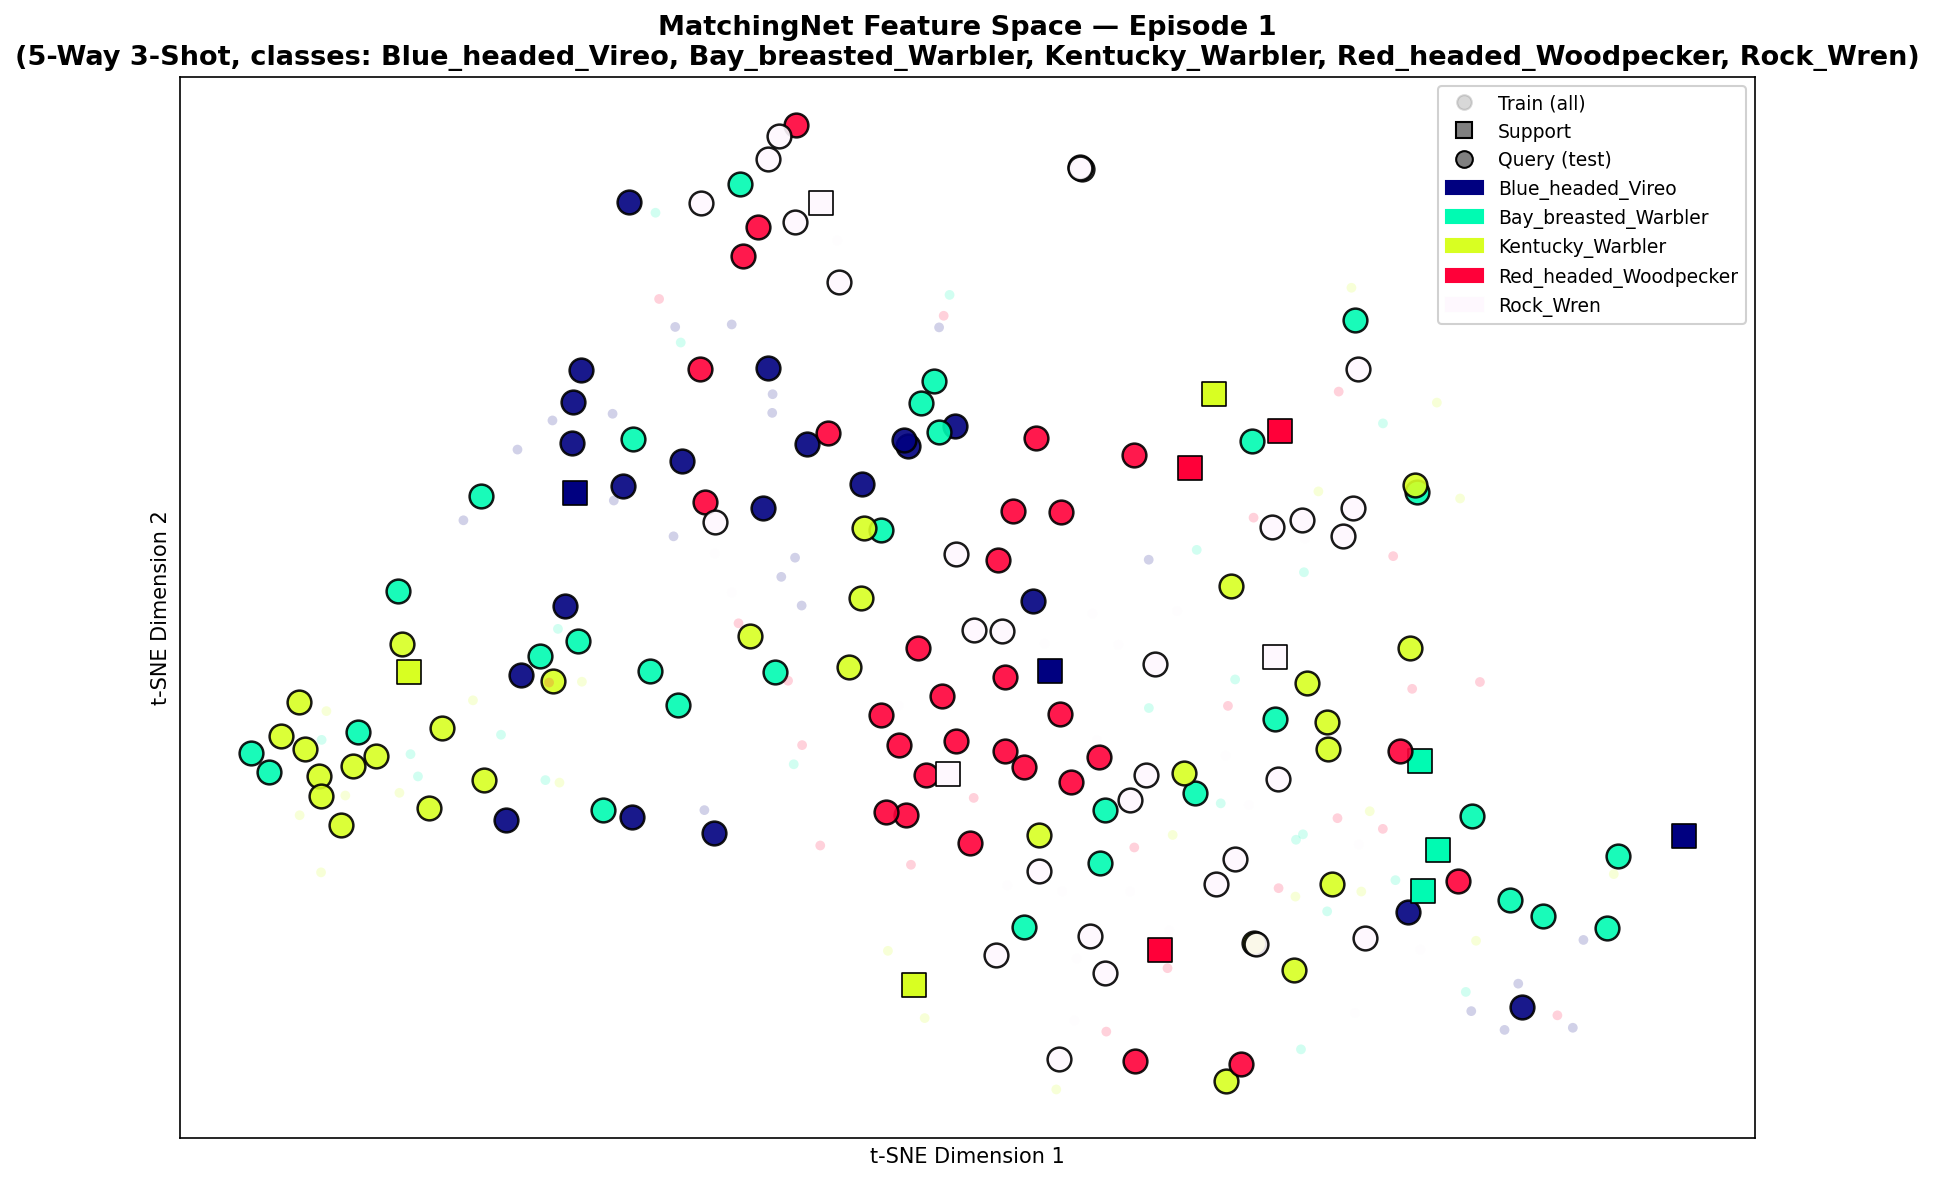 MatchingNet Feature Space — Episode 1
(5-Way 3-Shot, classes: Blue_headed_Vireo, Bay_breasted_Warbler, Kentucky_Warbler, Red_headed_Woodpecker, Rock_Wren)
Train (all)
Support
Query (test)
Blue_headed_Vireo
Bay_breasted_Warbler
Kentucky_Warbler
Red_headed_Woodpecker
Rock_Wren
t-SNE Dimension 2
t-SNE Dimension 1